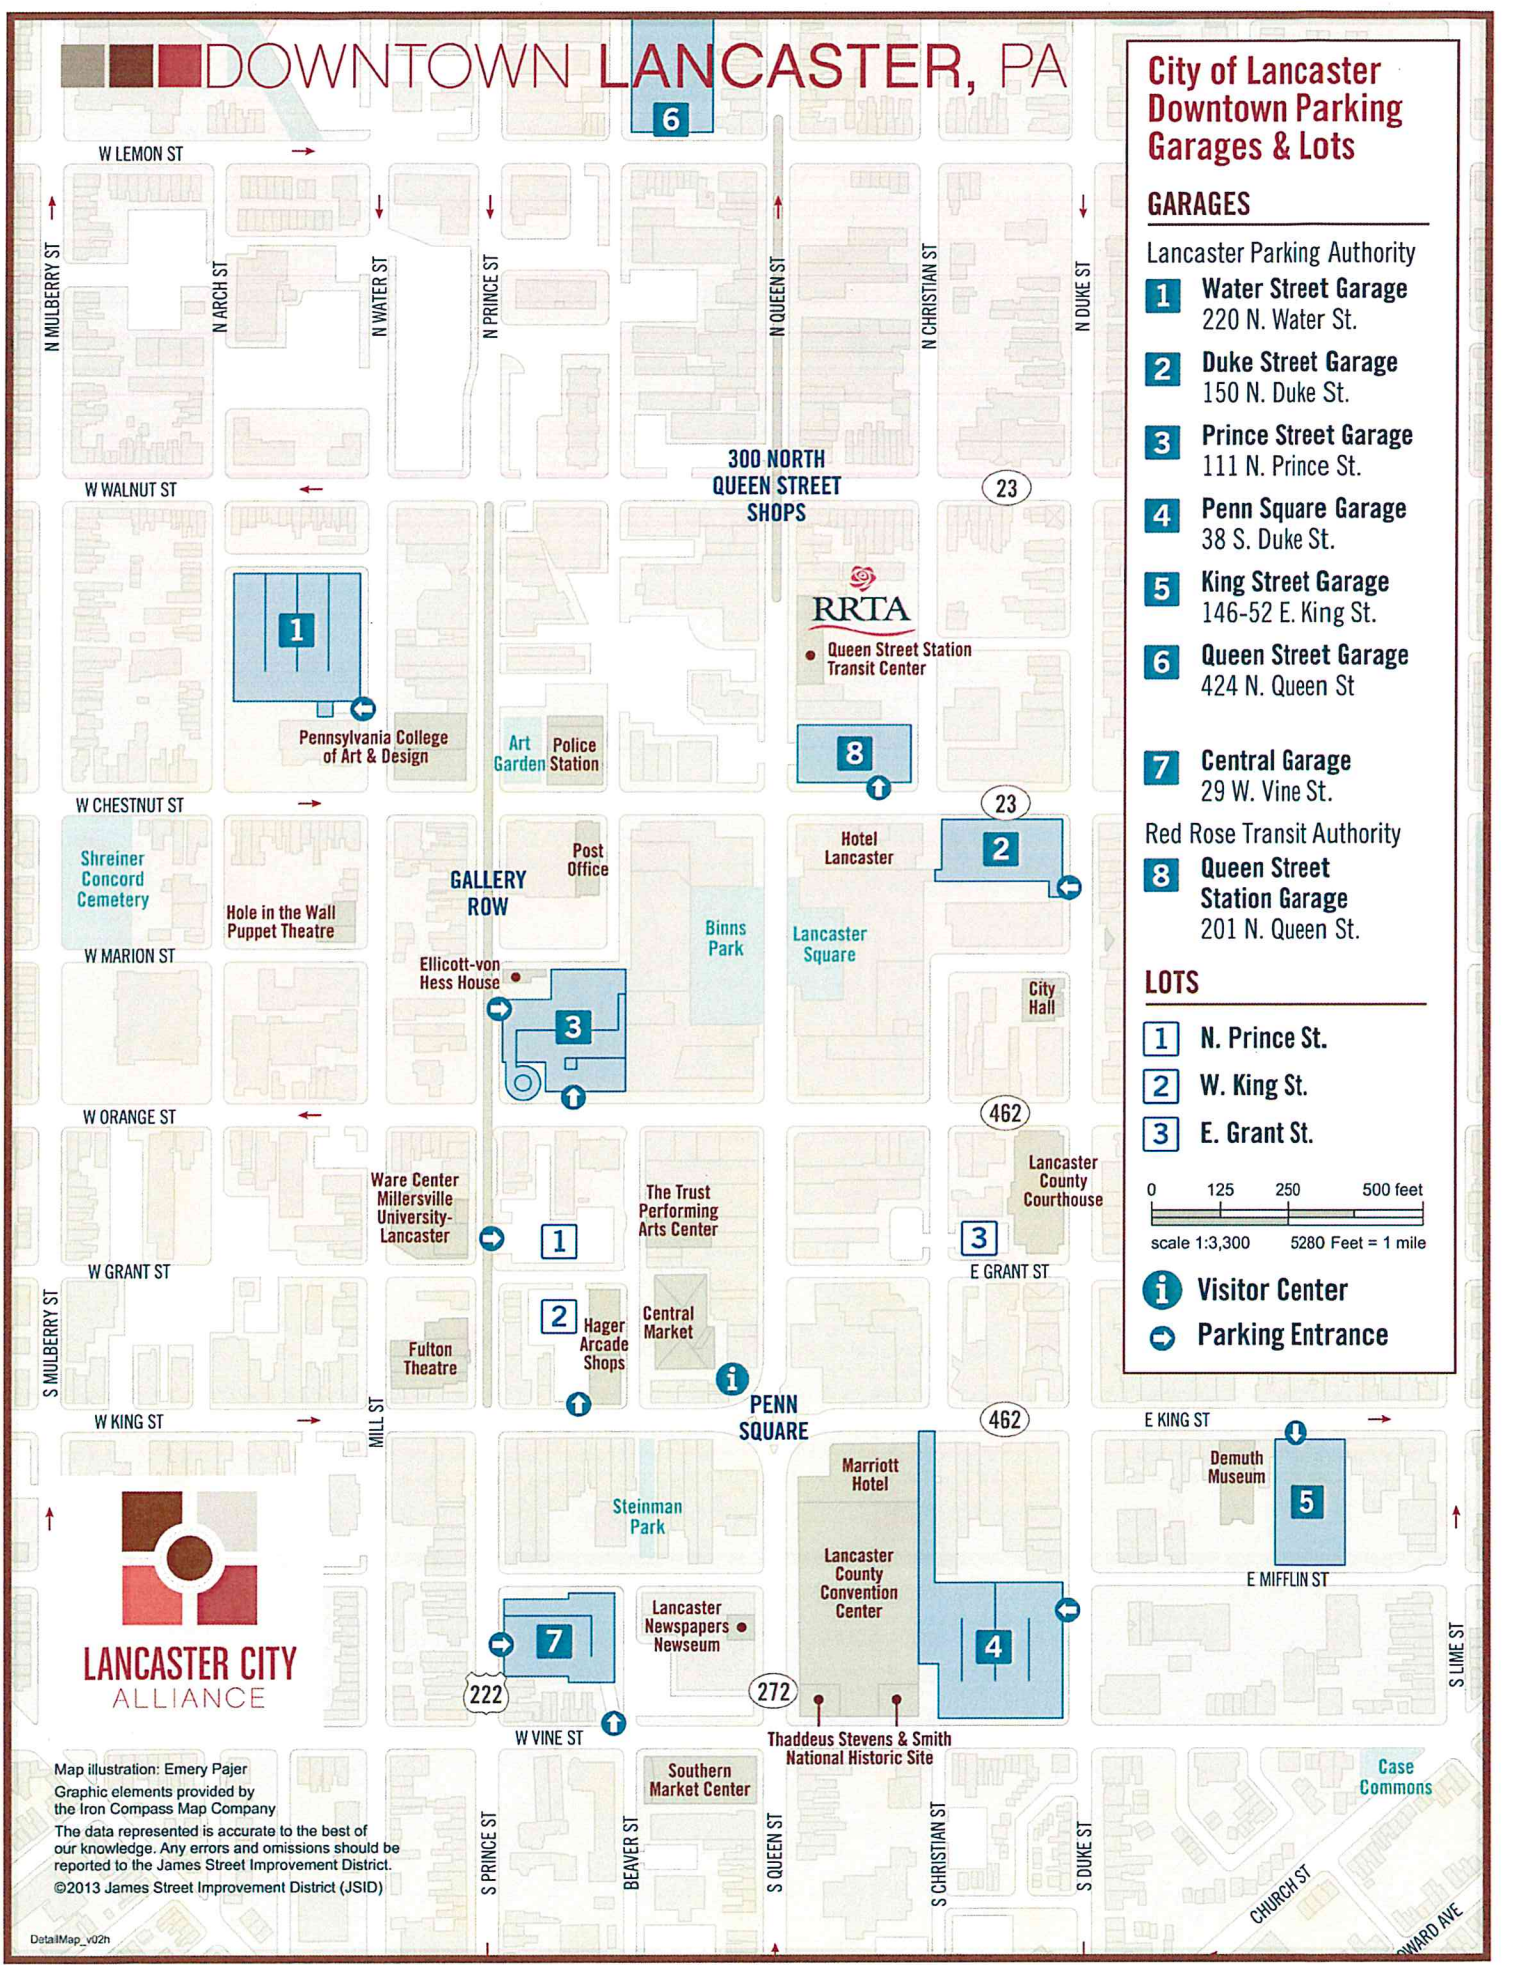 DOWNTOWN LANCASTER, PA
6
W LEMON ST
N MULBERRY ST
N ARCH ST
N WATER ST
N PRINCE ST
N QUEEN ST
N CHRISTIAN ST
N DUKE ST
300 NORTH
QUEEN STREET
SHOPS
W WALNUT ST
23
1
RRTA
Queen Street Station
Transit Center
Pennsylvania College
of Art & Design
Art
Garden
Police
Station
8
W CHESTNUT ST
23
Shreiner
Concord
Cemetery
Hole in the Wall
Puppet Theatre
GALLERY
ROW
Post
Office
Hotel
Lancaster
2
Binns
Park
Lancaster
Square
W MARION ST
Ellicott-von
Hess House
3
City
Hall
W ORANGE ST
462
Ware Center
Millersville
University-
Lancaster
1
The Trust
Performing
Arts Center
Lancaster
County
Courthouse
3
W GRANT ST
E GRANT ST
S MULBERRY ST
2
Hager
Arcade
Shops
Central
Market
Fulton
Theatre
i
PENN
SQUARE
W KING ST
MILL ST
462
E KING ST
Demuth
Museum
5
Marriott
Hotel
Steinman
Park
Lancaster
County
Convention
Center
E MIFFLIN ST
Lancaster
Newspapers
Newseum
7
4
S LIME ST
222
272
W VINE ST
Thaddeus Stevens & Smith
National Historic Site
Southern
Market Center
Case
Commons
S PRINCE ST
BEAVER ST
S QUEEN ST
S CHRISTIAN ST
S DUKE ST
CHURCH ST
OWARD AVE
LANCASTER CITY
ALLIANCE
Map illustration: Emery Pajer
Graphic elements provided by
the Iron Compass Map Company
The data represented is accurate to the best of
our knowledge. Any errors and omissions should be
reported to the James Street Improvement District.
©2013 James Street Improvement District (JSID)
DetailMap_v02h
City of Lancaster
Downtown Parking
Garages & Lots
GARAGES
Lancaster Parking Authority
1 Water Street Garage
220 N. Water St.
2 Duke Street Garage
150 N. Duke St.
3 Prince Street Garage
111 N. Prince St.
4 Penn Square Garage
38 S. Duke St.
5 King Street Garage
146-52 E. King St.
6 Queen Street Garage
424 N. Queen St
7 Central Garage
29 W. Vine St.
Red Rose Transit Authority
8 Queen Street
Station Garage
201 N. Queen St.
LOTS
1 N. Prince St.
2 W. King St.
3 E. Grant St.
0 125 250 500 feet
scale 1:3,300 5280 Feet = 1 mile
i Visitor Center
Parking Entrance